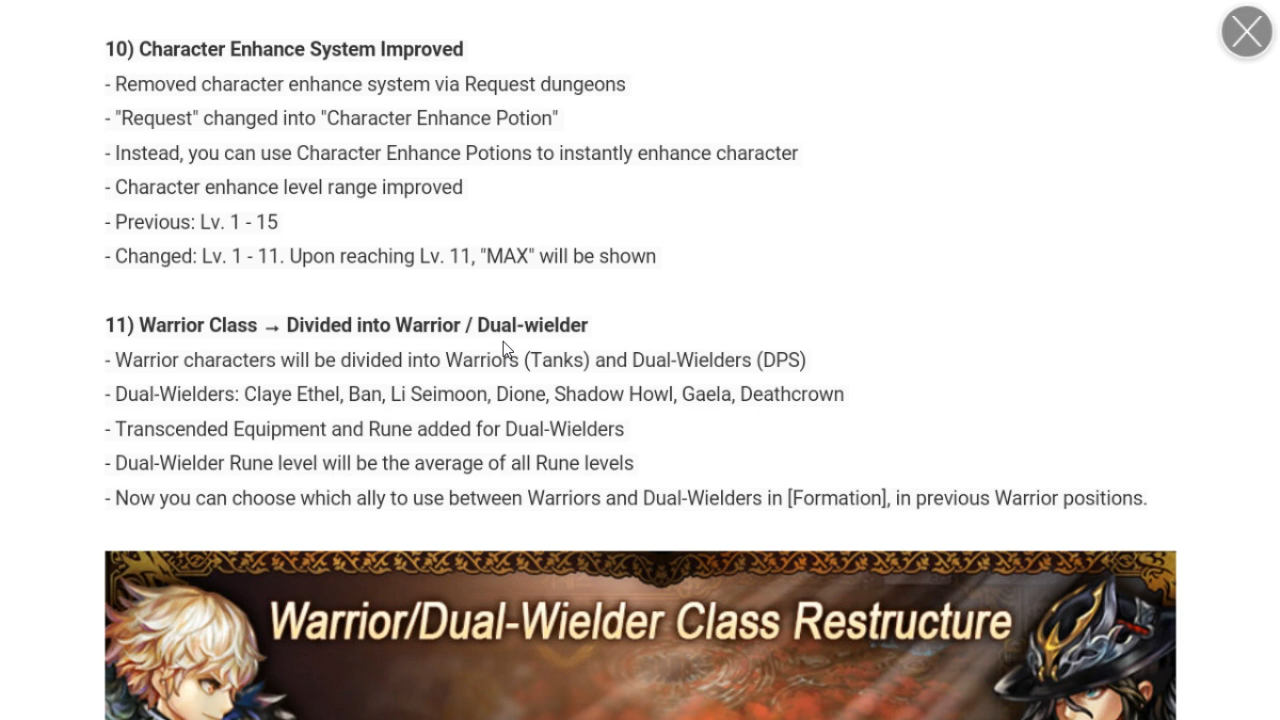 10) Character Enhance System Improved
- Removed character enhance system via Request dungeons
- "Request" changed into "Character Enhance Potion"
- Instead, you can use Character Enhance Potions to instantly enhance character
- Character enhance level range improved
- Previous: Lv. 1 - 15
- Changed: Lv. 1 - 11. Upon reaching Lv. 11, "MAX" will be shown
11) Warrior Class → Divided into Warrior / Dual-wielder
- Warrior characters will be divided into Warriors (Tanks) and Dual-Wielders (DPS)
- Dual-Wielders: Claye Ethel, Ban, Li Seimoon, Dione, Shadow Howl, Gaela, Deathcrown
- Transcended Equipment and Rune added for Dual-Wielders
- Dual-Wielder Rune level will be the average of all Rune levels
- Now you can choose which ally to use between Warriors and Dual-Wielders in [Formation], in previous Warrior positions.
Warrior/Dual-Wielder Class Restructure